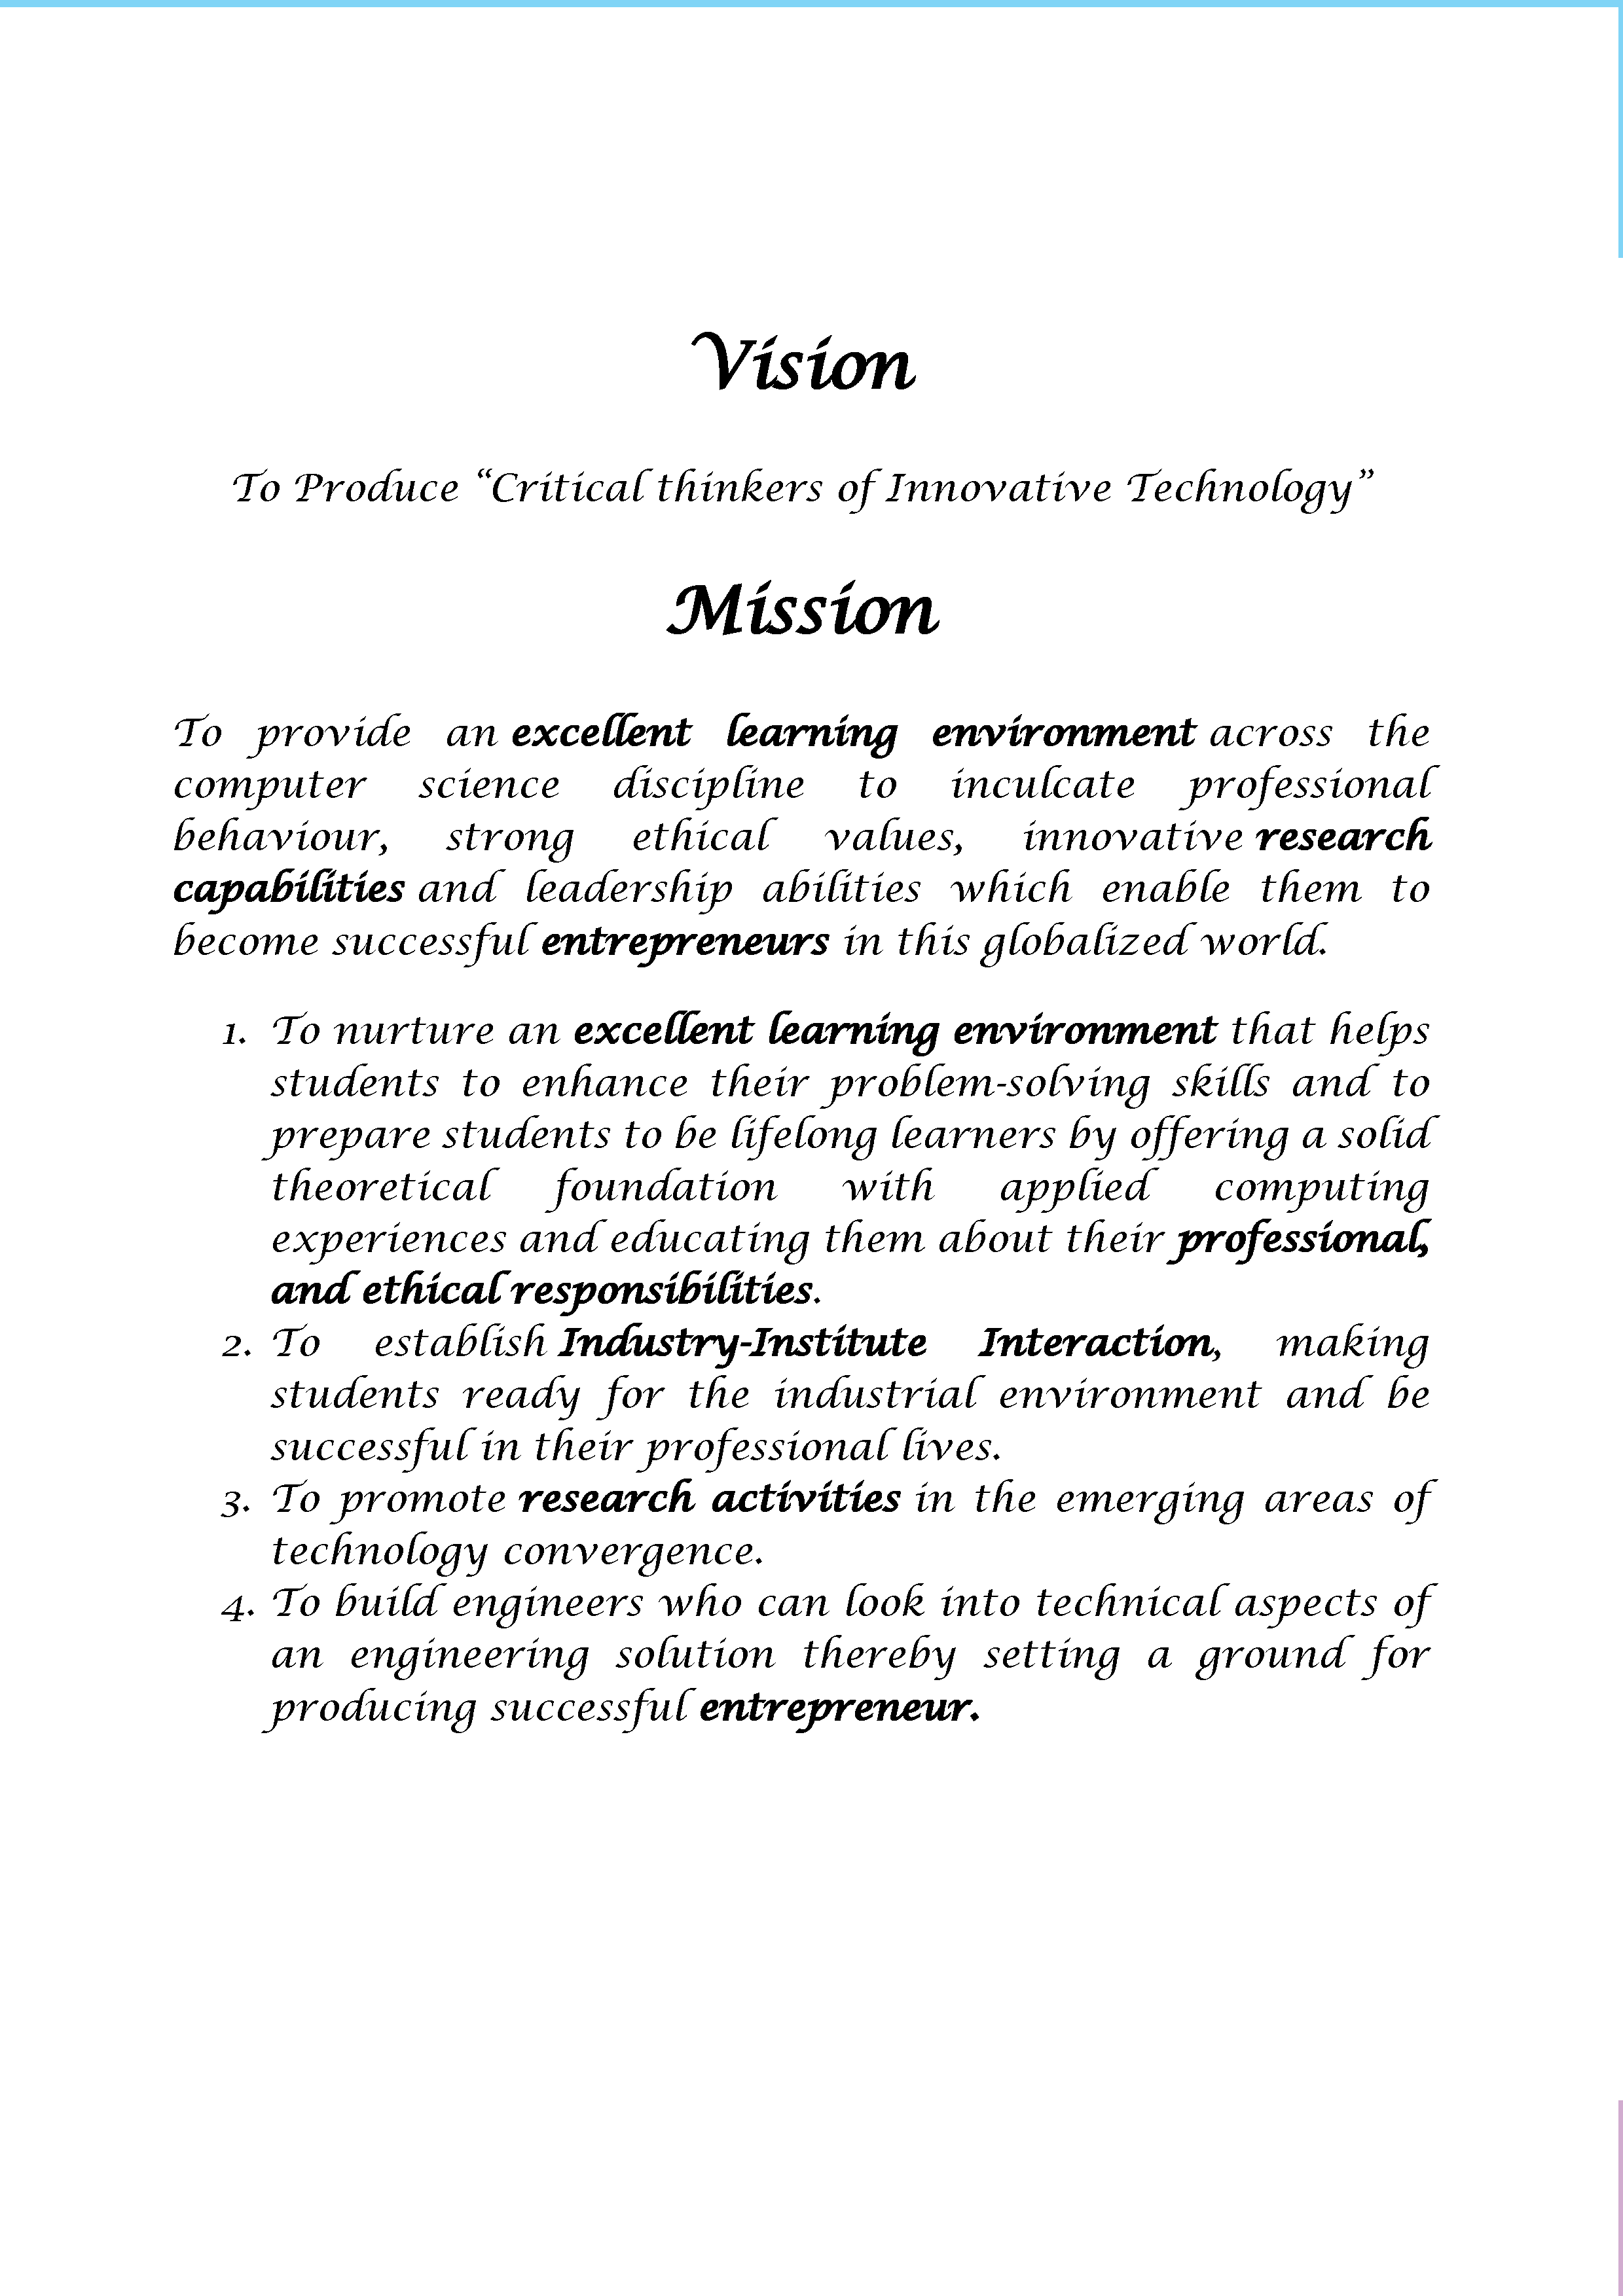 Vision
To Produce “Critical thinkers of Innovative Technology”
Mission
To provide an excellent learning environment across the
computer science discipline to inculcate professional
behaviour, strong ethical values, innovative research
capabilities and leadership abilities which enable them to
become successful entrepreneurs in this globalized world.
1. To nurture an excellent learning environment that helps
students to enhance their problem-solving skills and to
prepare students to be lifelong learners by offering a solid
theoretical foundation with applied computing
experiences and educating them about their professional,
and ethical responsibilities.
2. To establish Industry-Institute Interaction, making
students ready for the industrial environment and be
successful in their professional lives.
3. To promote research activities in the emerging areas of
technology convergence.
4. To build engineers who can look into technical aspects of
an engineering solution thereby setting a ground for
producing successful entrepreneur.